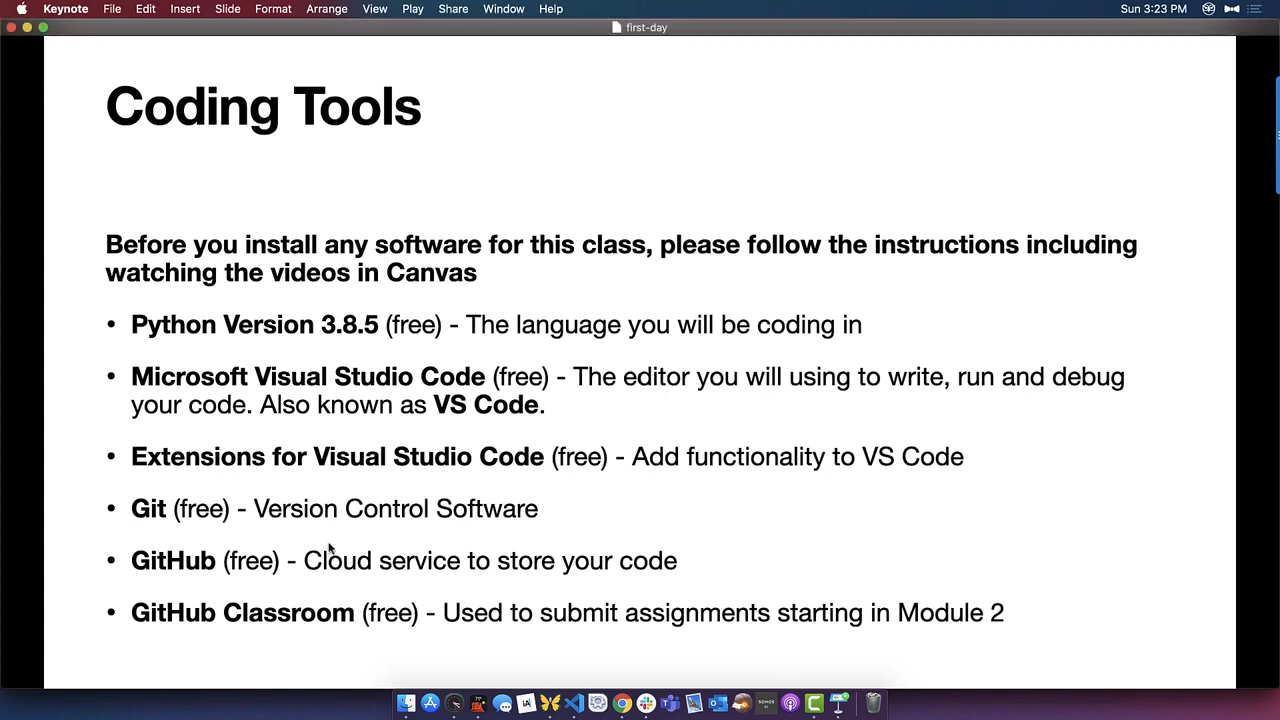 Keynote File Edit Insert Slide Format Arrange View Play Share Window Help Sun 3:23 PM
first-day
Coding Tools
Before you install any software for this class, please follow the instructions including
watching the videos in Canvas
• Python Version 3.8.5 (free) - The language you will be coding in
• Microsoft Visual Studio Code (free) - The editor you will using to write, run and debug
your code. Also known as VS Code.
• Extensions for Visual Studio Code (free) - Add functionality to VS Code
• Git (free) - Version Control Software
• GitHub (free) - Cloud service to store your code
• GitHub Classroom (free) - Used to submit assignments starting in Module 2
SONOS